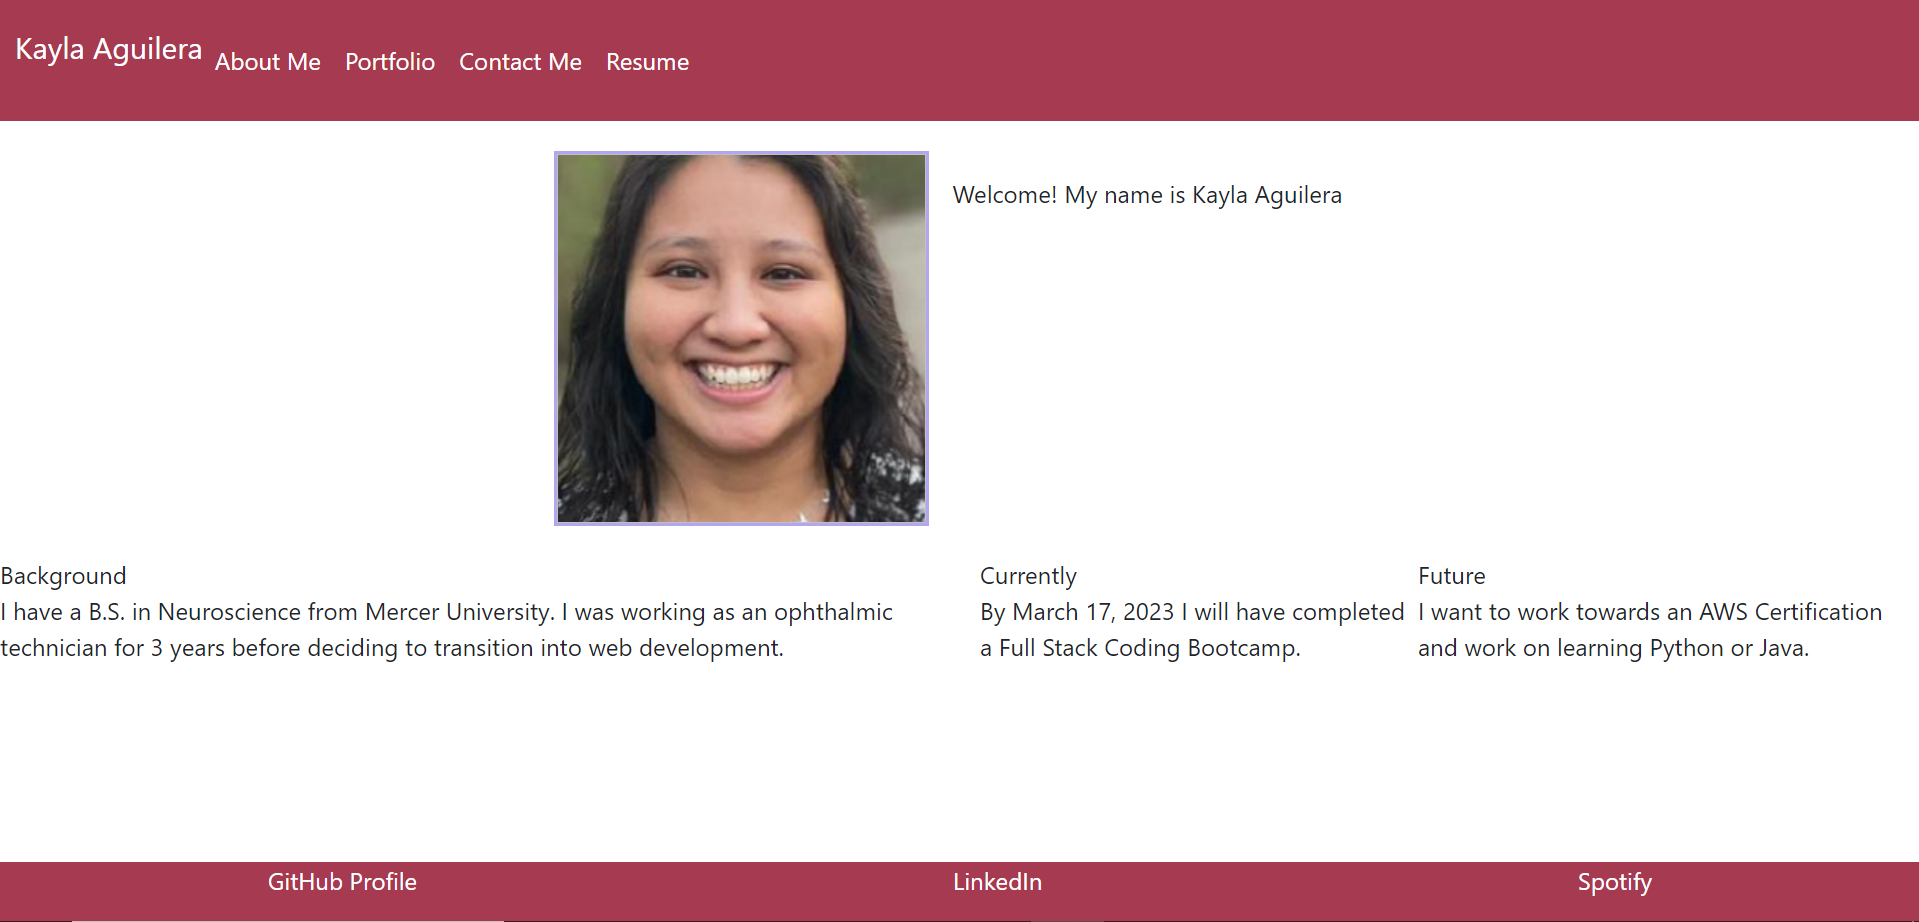 Kayla Aguilera About Me Portfolio Contact Me Resume
Welcome! My name is Kayla Aguilera
Background
I have a B.S. in Neuroscience from Mercer University. I was working as an ophthalmic
technician for 3 years before deciding to transition into web development.
Currently
By March 17, 2023 I will have completed
a Full Stack Coding Bootcamp.
Future
I want to work towards an AWS Certification
and work on learning Python or Java.
GitHub Profile LinkedIn Spotify